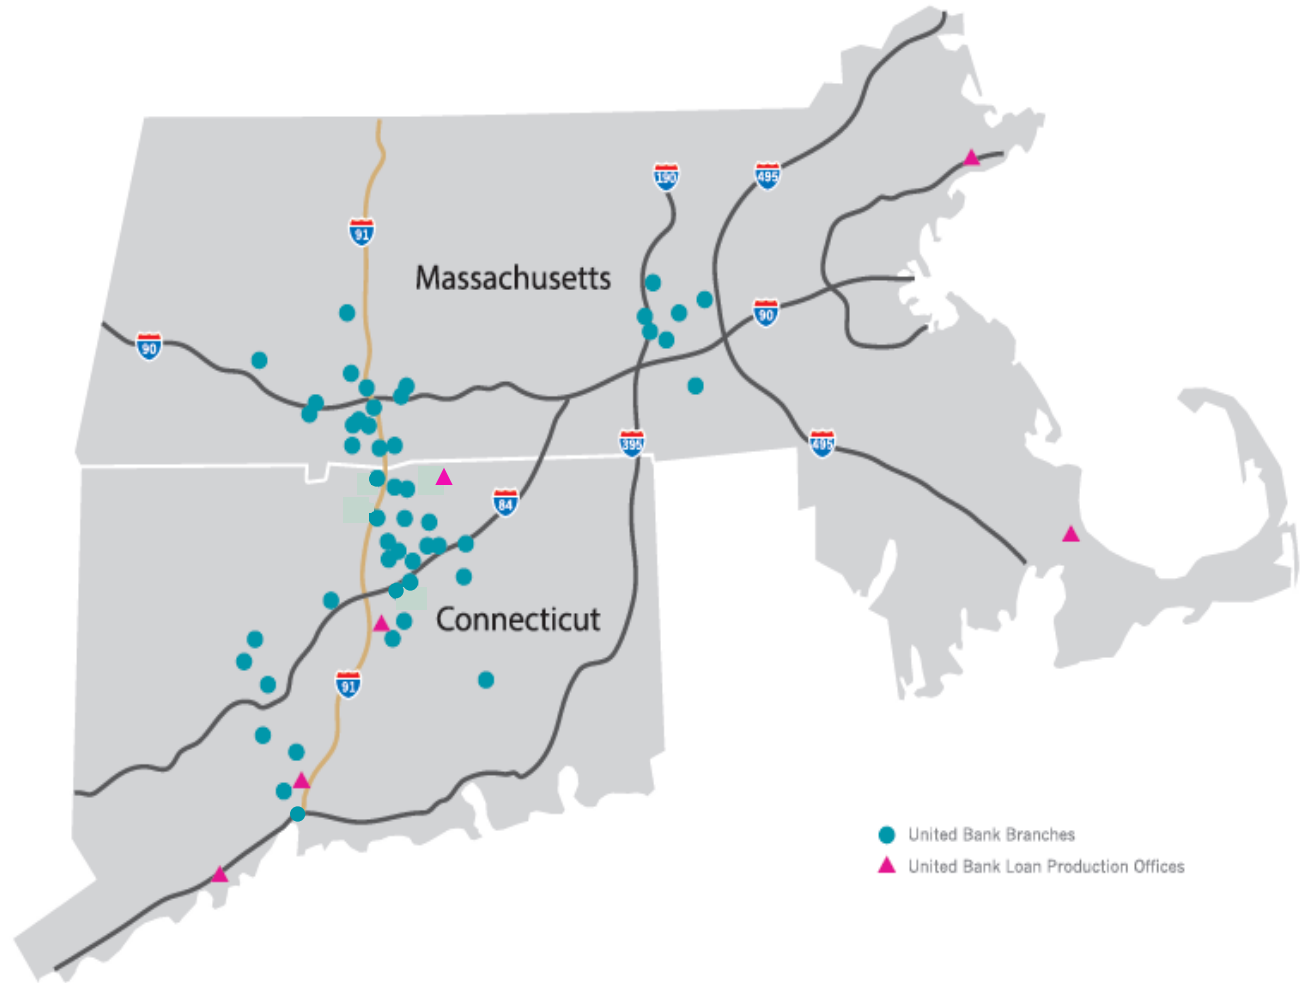 190
495
91
Massachusetts
90
90
395
495
84
Connecticut
91
United Bank Branches
United Bank Loan Production Offices